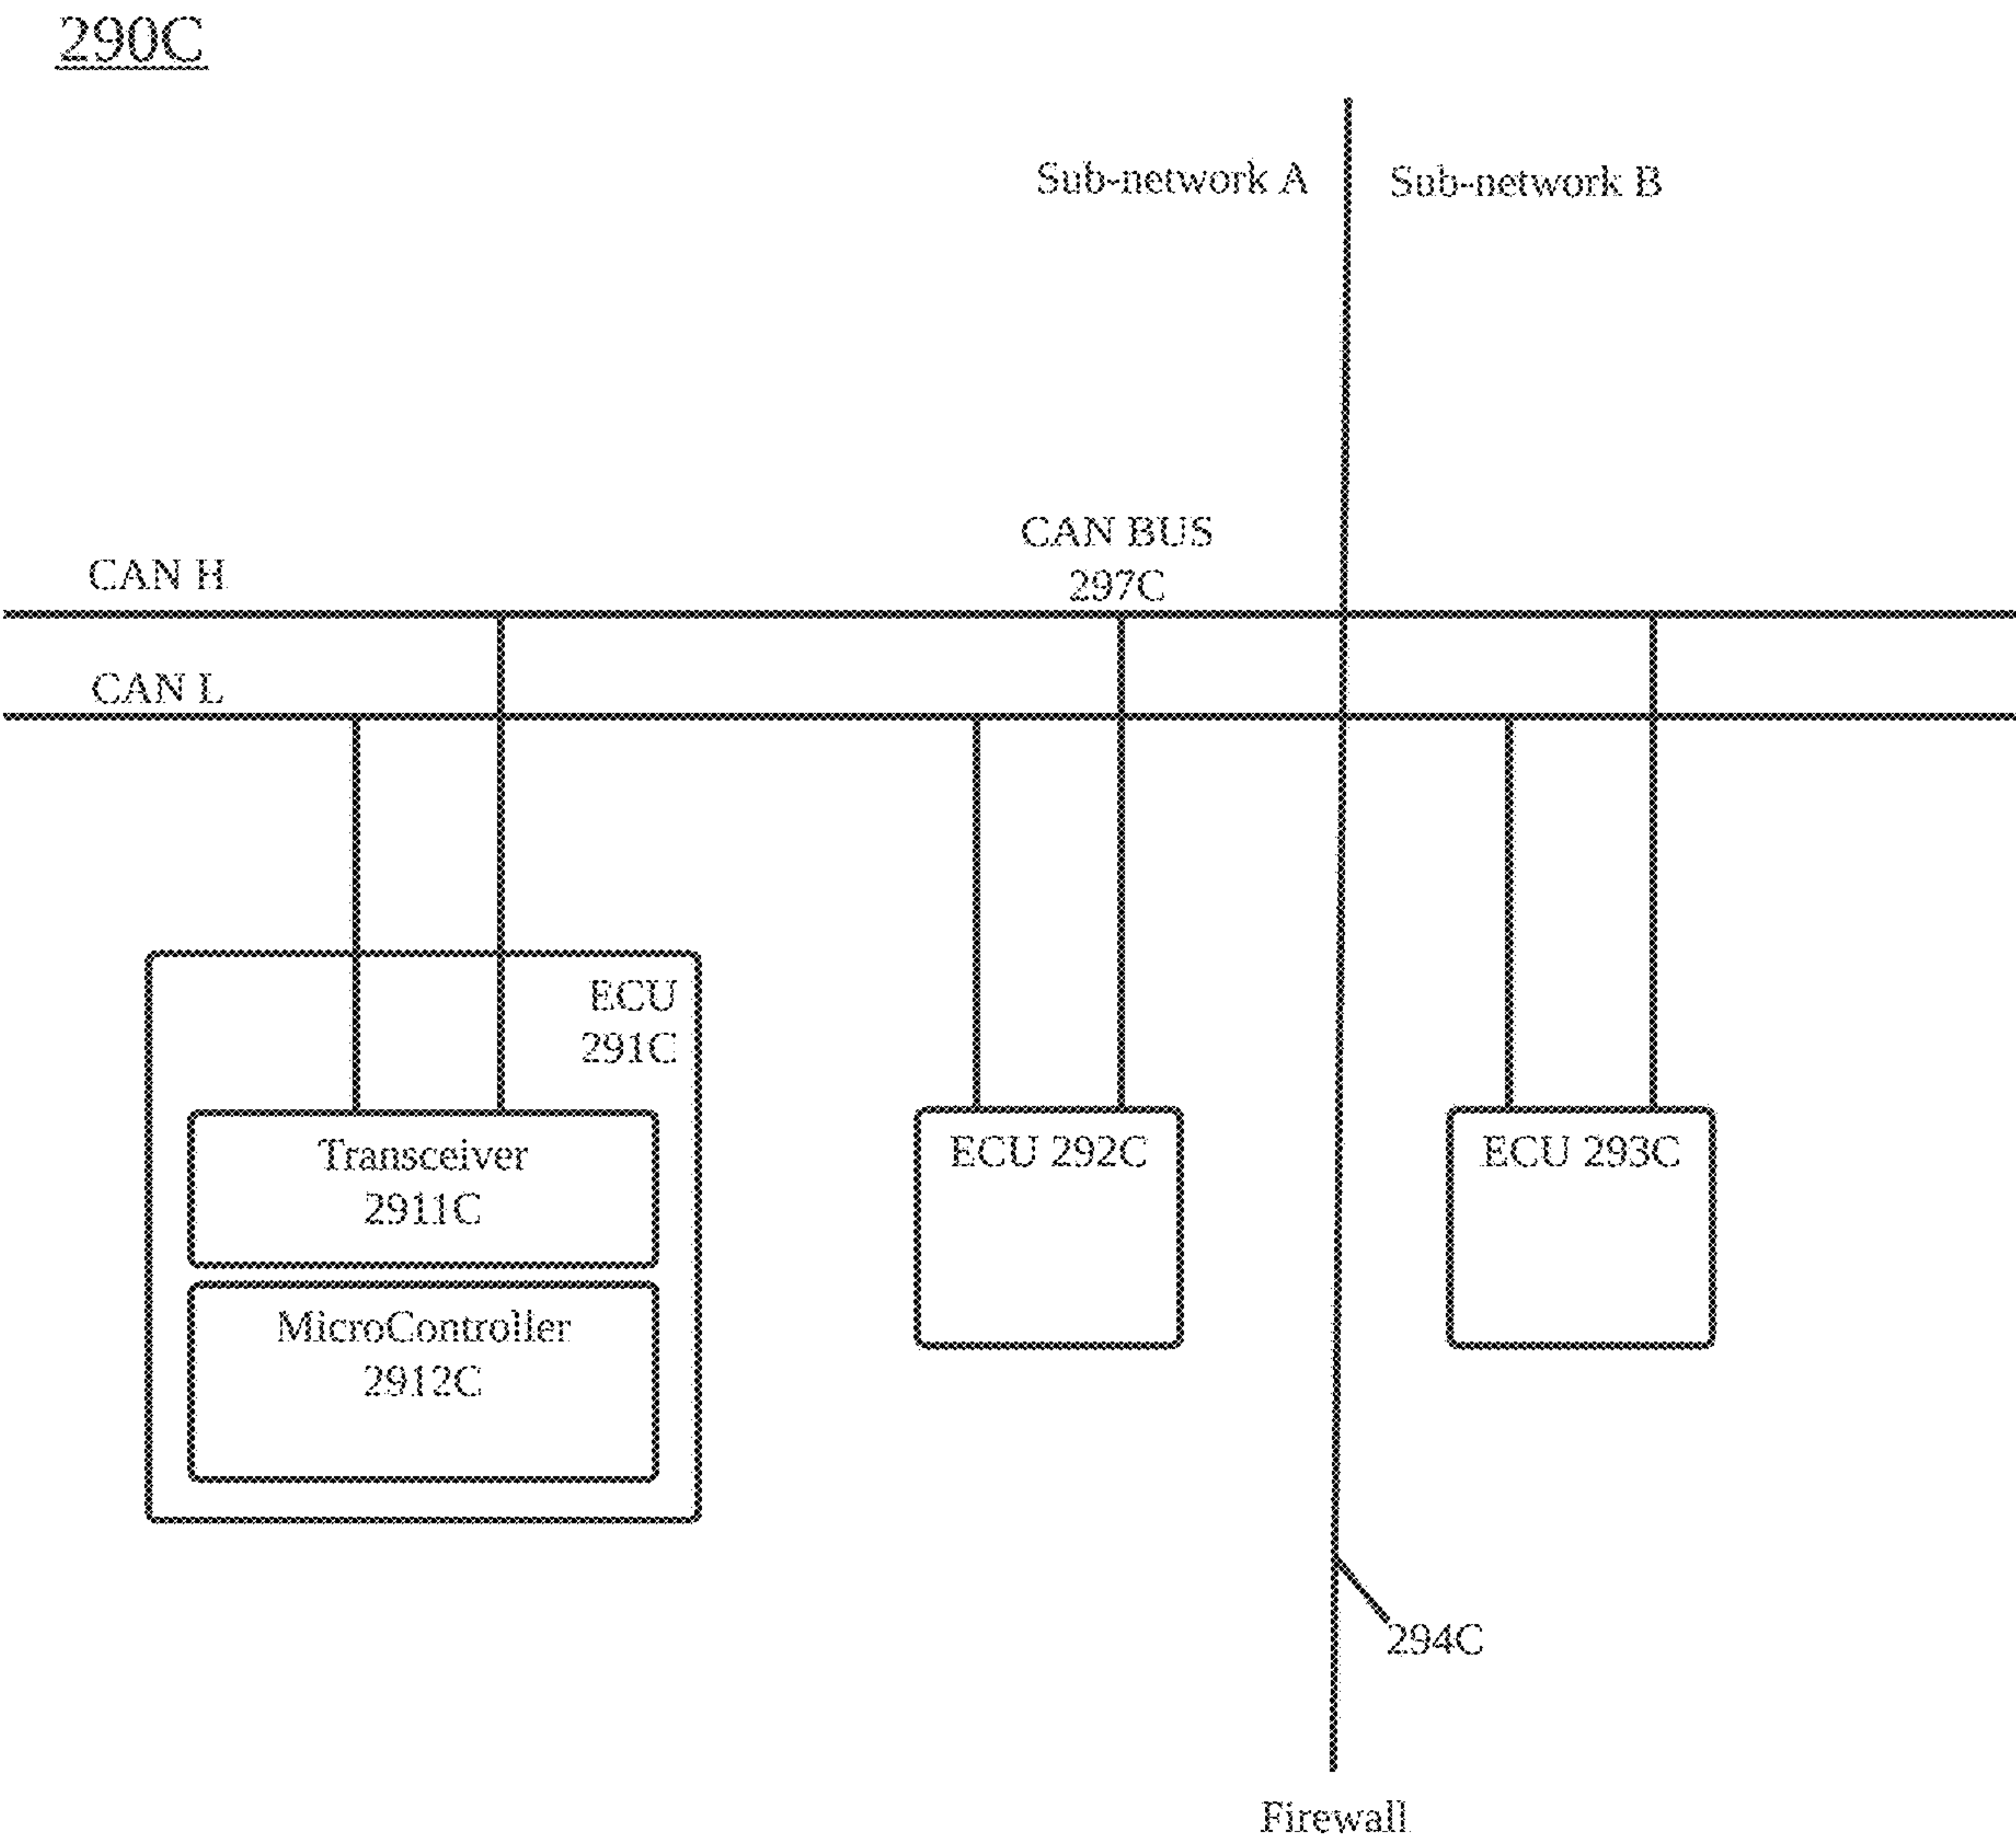 290C
Sub-network A
Sub-network B
CAN BUS
297C
CAN H
CAN L
ECU
291C
Transceiver
2911C
MicroController
2912C
ECU 292C
ECU 293C
294C
Firewall